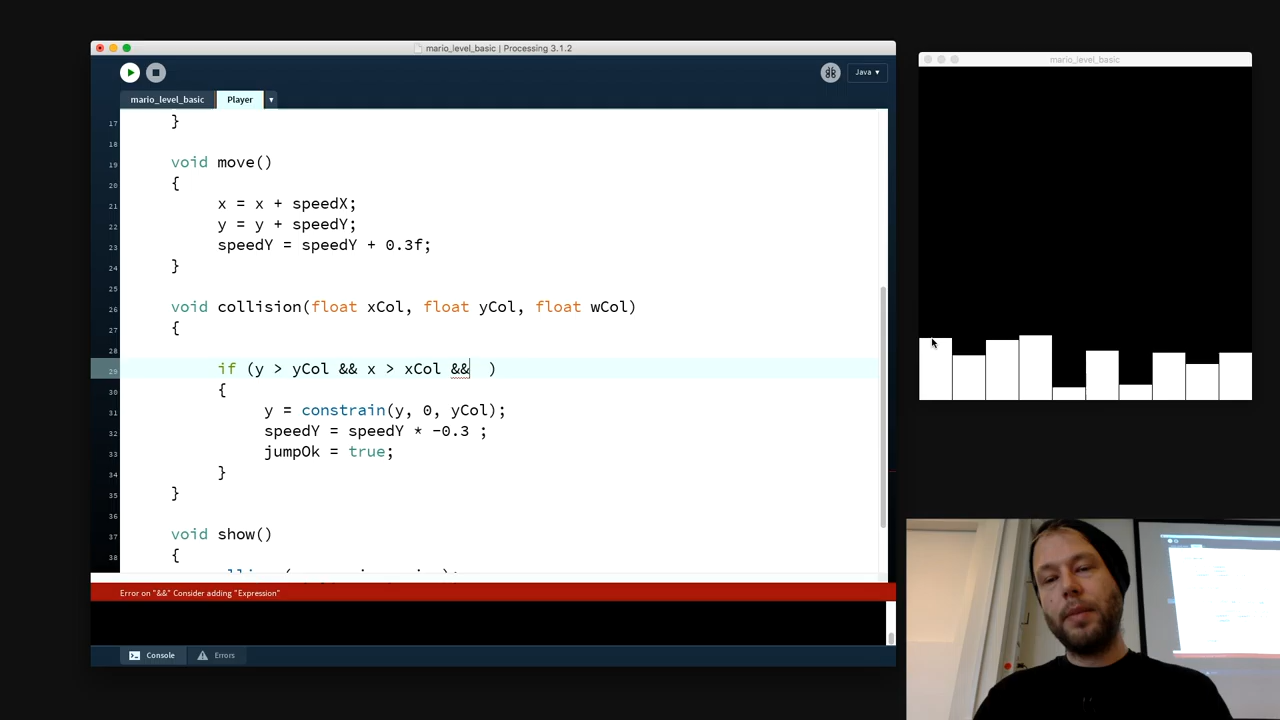 mario_level_basic | Processing 3.1.2
mario_level_basic
Java ▾
mario_level_basic Player ▾
17 }
18
19 void move()
20 {
21 x = x + speedX;
22 y = y + speedY;
23 speedY = speedY + 0.3f;
24 }
25
26 void collision(float xCol, float yCol, float wCol)
27 {
28
29 if (y > yCol && x > xCol && )
30 {
31 y = constrain(y, 0, yCol);
32 speedY = speedY * -0.3 ;
33 jumpOk = true;
34 }
35 }
36
37 void show()
38 {
Error on "&&" Consider adding "Expression"
Console Errors